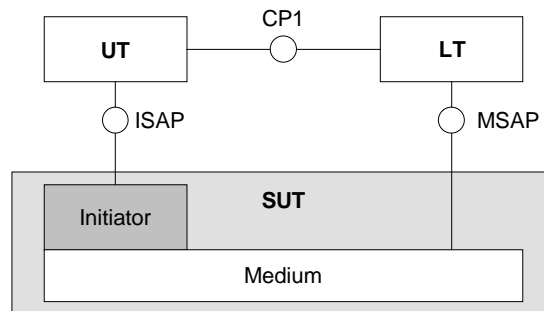 CP1
UT
LT
ISAP
MSAP
SUT
Initiator
Medium